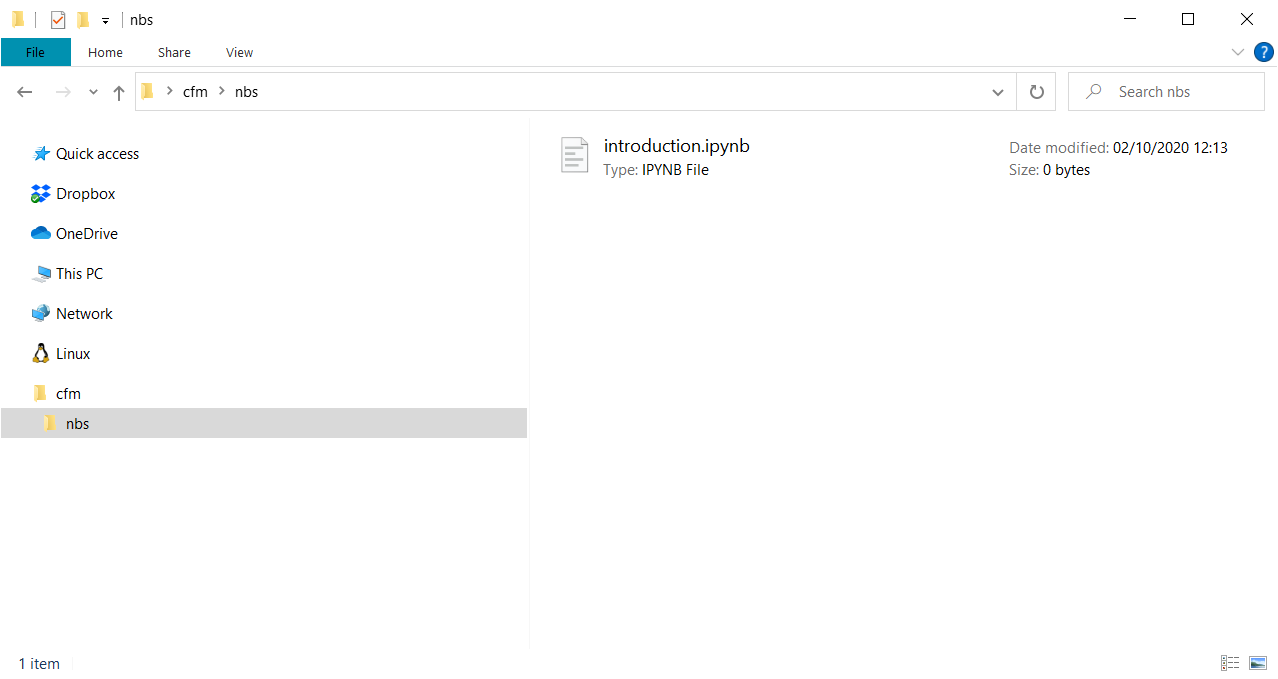 nbs
File Home Share View
cfm nbs
Search nbs
Quick access
Dropbox
OneDrive
This PC
Network
Linux
cfm
nbs
introduction.ipynb
Type: IPYNB File
Date modified: 02/10/2020 12:13
Size: 0 bytes
1 item